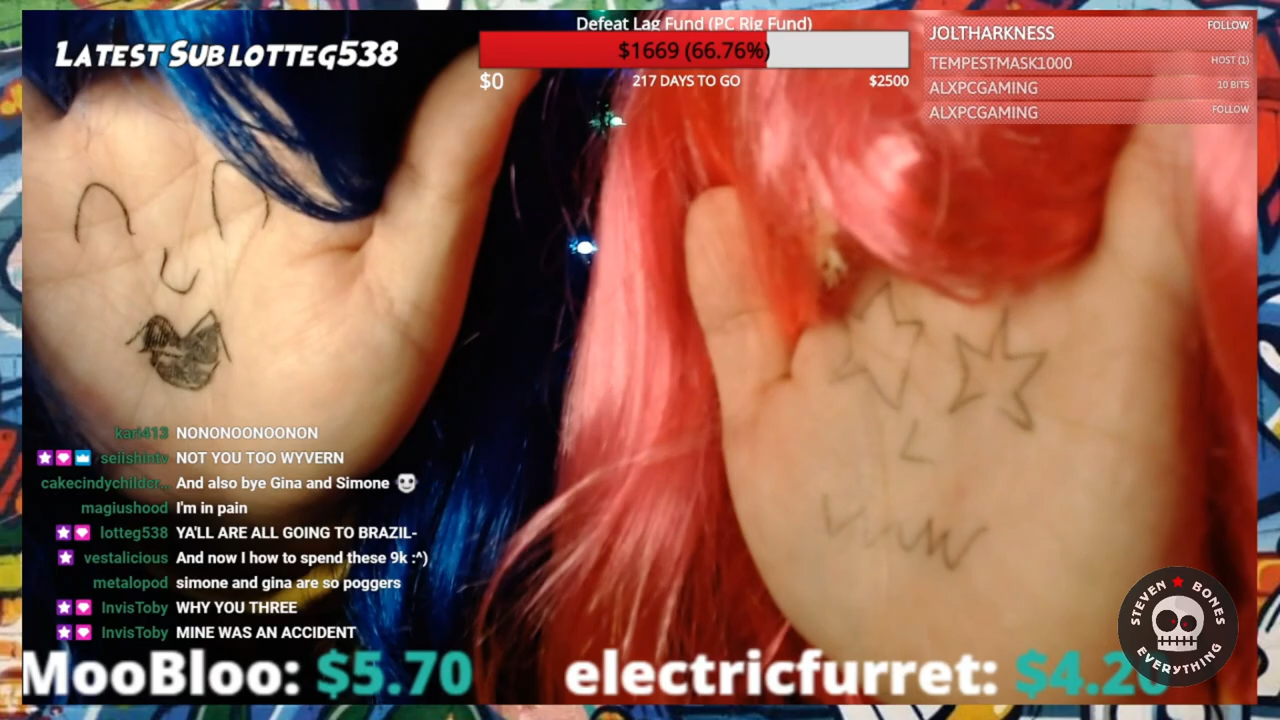 LATEST SUB LOTTEG538
Defeat Lag Fund (PC Rig Fund)
$1669 (66.76%)
$0
217 DAYS TO GO
$2500
JOLTHARKNESS FOLLOW
TEMPESTMASK1000 HOST (1)
ALXPCGAMING 10 BITS
ALXPCGAMING FOLLOW
kari413 NONONOONOONON
seiishintv NOT YOU TOO WYVERN
cakecindychilder... And also bye Gina and Simone
magiushood I'm in pain
lotteg538 YA'LL ARE ALL GOING TO BRAZIL-
vestalicious And now I how to spend these 9k :^)
metalopod simone and gina are so poggers
InvisToby WHY YOU THREE
InvisToby MINE WAS AN ACCIDENT
MooBloo: $5.70
electricfurret: $4.20
STEVEN BONES
EVERYTHING